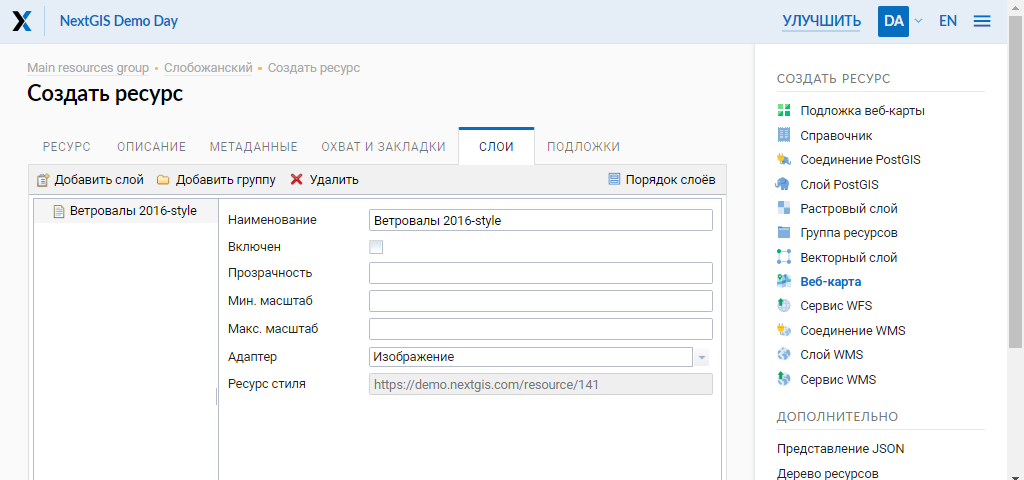 NextGIS Demo Day
УЛУЧШИТЬ
DA
EN
Main resources group • Слобожанский • Создать ресурс
Создать ресурс
РЕСУРС ОПИСАНИЕ МЕТАДАННЫЕ ОХВАТ И ЗАКЛАДКИ СЛОИ ПОДЛОЖКИ
Добавить слой Добавить группу Удалить Порядок слоёв
Ветровалы 2016-style
Наименование Ветровалы 2016-style
Включен
Прозрачность
Мин. масштаб
Макс. масштаб
Адаптер Изображение
Ресурс стиля https://demo.nextgis.com/resource/141
СОЗДАТЬ РЕСУРС
Подложка веб-карты
Справочник
Соединение PostGIS
Слой PostGIS
Растровый слой
Группа ресурсов
Векторный слой
Веб-карта
Сервис WFS
Соединение WMS
Слой WMS
Сервис WMS
ДОПОЛНИТЕЛЬНО
Представление JSON
Дерево ресурсов